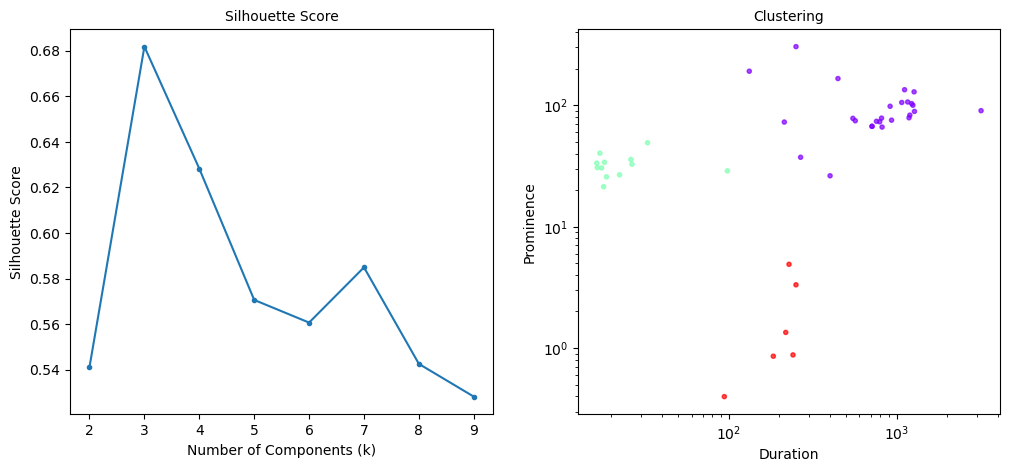 Silhouette Score
Clustering
Silhouette Score
0.68
0.66
0.64
0.62
0.60
0.58
0.56
0.54
2 3 4 5 6 7 8 9
Number of Components (k)
Prominence
10²
10¹
10⁰
10² 10³
Duration